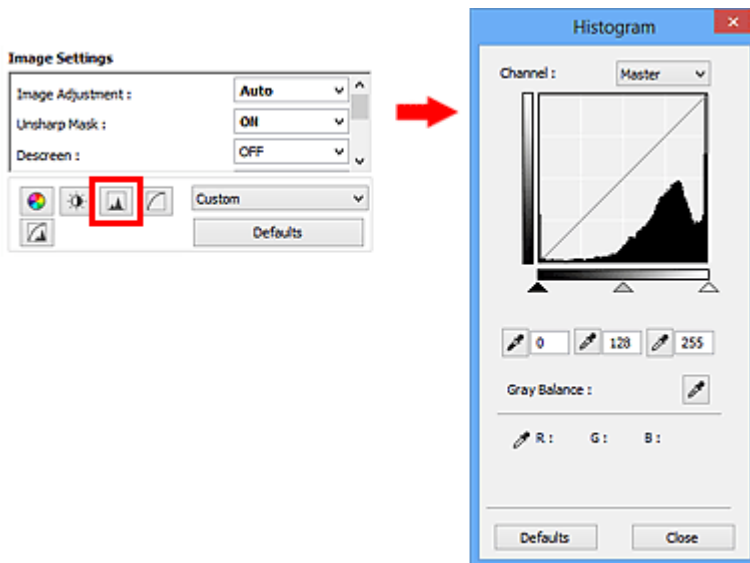 Image Settings
Image Adjustment : Auto
Unsharp Mask : ON
Descreen : OFF
Custom
Defaults
Histogram
Channel : Master
0 128 255
Gray Balance :
R : G : B :
Defaults Close